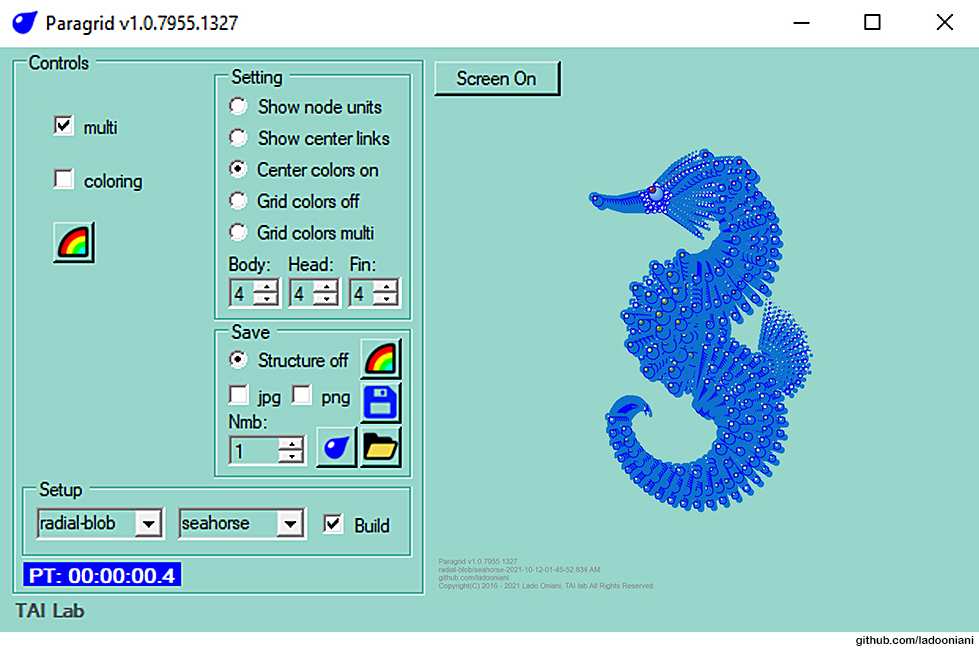 Paragrid v1.0.7955.1327
Controls
multi
coloring
Setting
Show node units
Show center links
Center colors on
Grid colors off
Grid colors multi
Body: Head: Fin:
4 4 4
Save
Structure off
jpg png
Nmb:
1
Setup
radial-blob seahorse Build
PT: 00:00:00.4
TAI Lab
Screen On
Paragrid v1.0.7955.1327
radial-blob/seahorse-2021-10-12-01-45-52.834 AM
github.com/ladooniani
Copyright(C) 2016 - 2021 Lado Oniani, TAI lab.All Rights Reserved
github.com/ladooniani